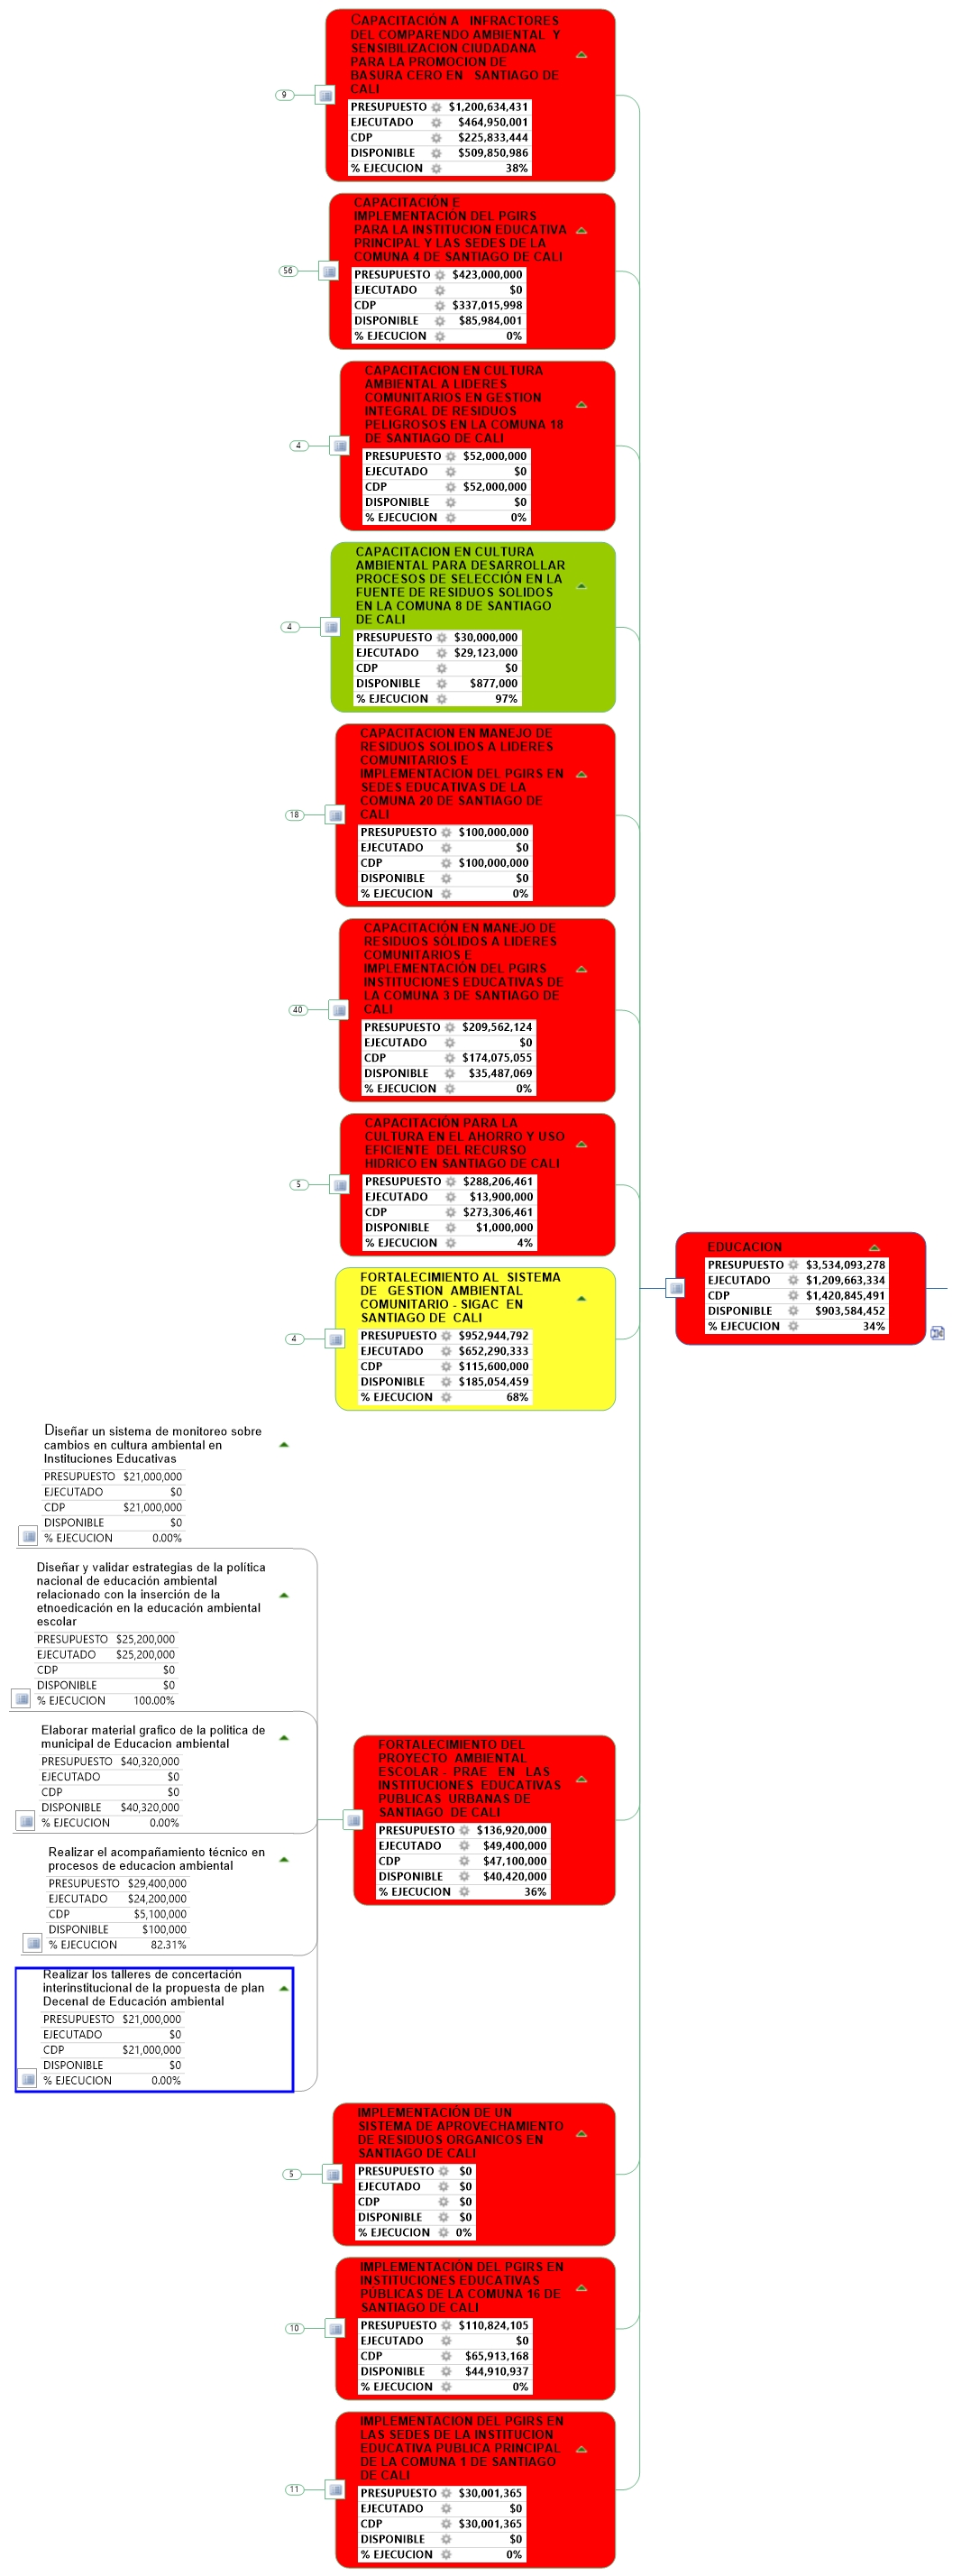 CAPACITACIÓN A INFRACTORES
DEL COMPARENDO AMBIENTAL Y
SENSIBILIZACION CIUDADANA
PARA LA PROMOCION DE
BASURA CERO EN SANTIAGO DE
CALI
9
PRESUPUESTO $1,200,634,431
EJECUTADO $464,950,001
CDP $225,833,444
DISPONIBLE $509,850,986
% EJECUCION 38%
CAPACITACIÓN E
IMPLEMENTACIÓN DEL PGIRS
PARA LA INSTITUCION EDUCATIVA
PRINCIPAL Y LAS SEDES DE LA
COMUNA 4 DE SANTIAGO DE CALI
56
PRESUPUESTO $423,000,000
EJECUTADO $0
CDP $337,015,998
DISPONIBLE $85,984,001
% EJECUCION 0%
CAPACITACION EN CULTURA
AMBIENTAL A LIDERES
COMUNITARIOS EN GESTION
INTEGRAL DE RESIDUOS
PELIGROSOS EN LA COMUNA 18
DE SANTIAGO DE CALI
4
PRESUPUESTO $52,000,000
EJECUTADO $0
CDP $52,000,000
DISPONIBLE $0
% EJECUCION 0%
CAPACITACION EN CULTURA
AMBIENTAL PARA DESARROLLAR
PROCESOS DE SELECCIÓN EN LA
FUENTE DE RESIDUOS SOLIDOS
EN LA COMUNA 8 DE SANTIAGO
DE CALI
4
PRESUPUESTO $30,000,000
EJECUTADO $29,123,000
CDP $0
DISPONIBLE $877,000
% EJECUCION 97%
CAPACITACION EN MANEJO DE
RESIDUOS SOLIDOS A LIDERES
COMUNITARIOS E
IMPLEMENTACION DEL PGIRS EN
SEDES EDUCATIVAS DE LA
COMUNA 20 DE SANTIAGO DE
CALI
18
PRESUPUESTO $100,000,000
EJECUTADO $0
CDP $100,000,000
DISPONIBLE $0
% EJECUCION 0%
CAPACITACIÓN EN MANEJO DE
RESIDUOS SÓLIDOS A LIDERES
COMUNITARIOS E
IMPLEMENTACIÓN DEL PGIRS
INSTITUCIONES EDUCATIVAS DE
LA COMUNA 3 DE SANTIAGO DE
CALI
40
PRESUPUESTO $209,562,124
EJECUTADO $0
CDP $174,075,055
DISPONIBLE $35,487,069
% EJECUCION 0%
CAPACITACIÓN PARA LA
CULTURA EN EL AHORRO Y USO
EFICIENTE DEL RECURSO
HIDRICO EN SANTIAGO DE CALI
5
PRESUPUESTO $288,206,461
EJECUTADO $13,900,000
CDP $273,306,461
DISPONIBLE $1,000,000
% EJECUCION 4%
EDUCACION
PRESUPUESTO $3,534,093,278
EJECUTADO $1,209,663,334
CDP $1,420,845,491
DISPONIBLE $903,584,452
% EJECUCION 34%
FORTALECIMIENTO AL SISTEMA
DE GESTION AMBIENTAL
COMUNITARIO - SIGAC EN
SANTIAGO DE CALI
4
PRESUPUESTO $952,944,792
EJECUTADO $652,290,333
CDP $115,600,000
DISPONIBLE $185,054,459
% EJECUCION 68%
Diseñar un sistema de monitoreo sobre
cambios en cultura ambiental en
Instituciones Educativas
PRESUPUESTO $21,000,000
EJECUTADO $0
CDP $21,000,000
DISPONIBLE $0
% EJECUCION 0.00%
Diseñar y validar estrategias de la política
nacional de educación ambiental
relacionado con la inserción de la
etnoedicación en la educación ambiental
escolar
PRESUPUESTO $25,200,000
EJECUTADO $25,200,000
CDP $0
DISPONIBLE $0
% EJECUCION 100.00%
Elaborar material grafico de la politica de
municipal de Educacion ambiental
PRESUPUESTO $40,320,000
EJECUTADO $0
CDP $0
DISPONIBLE $40,320,000
% EJECUCION 0.00%
Realizar el acompañamiento técnico en
procesos de educacion ambiental
PRESUPUESTO $29,400,000
EJECUTADO $24,200,000
CDP $5,100,000
DISPONIBLE $100,000
% EJECUCION 82.31%
Realizar los talleres de concertación
interinstitucional de la propuesta de plan
Decenal de Educación ambiental
PRESUPUESTO $21,000,000
EJECUTADO $0
CDP $21,000,000
DISPONIBLE $0
% EJECUCION 0.00%
FORTALECIMIENTO DEL
PROYECTO AMBIENTAL
ESCOLAR - PRAE EN LAS
INSTITUCIONES EDUCATIVAS
PUBLICAS URBANAS DE
SANTIAGO DE CALI
PRESUPUESTO $136,920,000
EJECUTADO $49,400,000
CDP $47,100,000
DISPONIBLE $40,420,000
% EJECUCION 36%
IMPLEMENTACIÓN DE UN
SISTEMA DE APROVECHAMIENTO
DE RESIDUOS ORGANICOS EN
SANTIAGO DE CALI
5
PRESUPUESTO $0
EJECUTADO $0
CDP $0
DISPONIBLE $0
% EJECUCION 0%
IMPLEMENTACIÓN DEL PGIRS EN
INSTITUCIONES EDUCATIVAS
PÚBLICAS DE LA COMUNA 16 DE
SANTIAGO DE CALI
10
PRESUPUESTO $110,824,105
EJECUTADO $0
CDP $65,913,168
DISPONIBLE $44,910,937
% EJECUCION 0%
IMPLEMENTACION DEL PGIRS EN
LAS SEDES DE LA INSTITUCION
EDUCATIVA PUBLICA PRINCIPAL
DE LA COMUNA 1 DE SANTIAGO
DE CALI
11
PRESUPUESTO $30,001,365
EJECUTADO $0
CDP $30,001,365
DISPONIBLE $0
% EJECUCION 0%